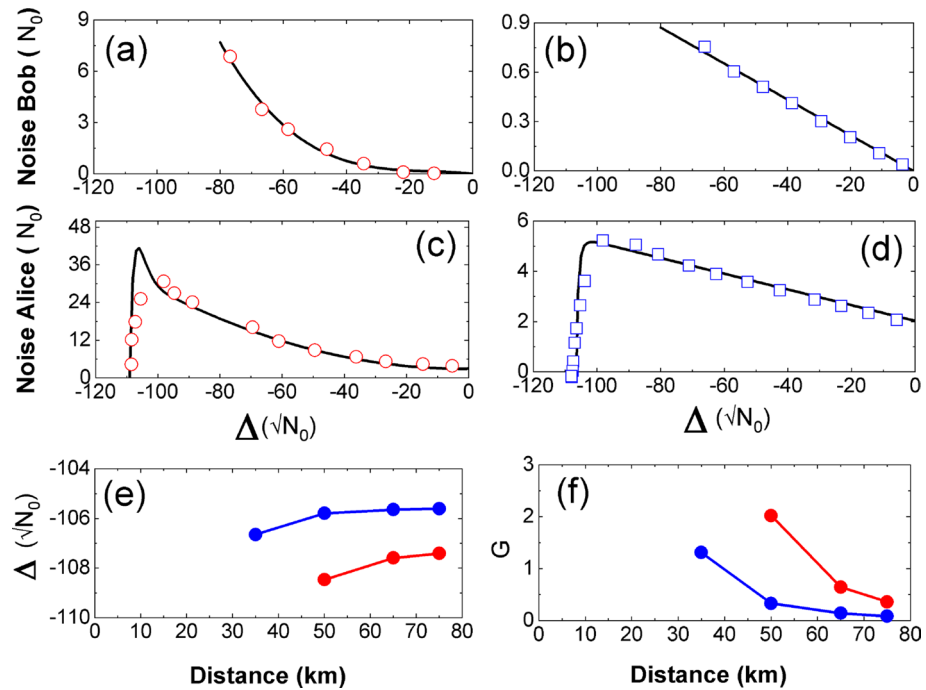 Noise Bob ( N₀ )
(a)
9
6
3
0
-120 -100 -80 -60 -40 -20 0
(b)
0.9
0.6
0.3
0.0
-120 -100 -80 -60 -40 -20 0
Noise Alice ( N₀ )
(c)
48
36
24
12
0
-120 -100 -80 -60 -40 -20 0
Δ (√N₀)
(d)
6
4
2
0
-120 -100 -80 -60 -40 -20 0
Δ (√N₀)
(e)
Δ (√N₀)
-104
-106
-108
-110
0 10 20 30 40 50 60 70 80
Distance (km)
(f)
G
3
2
1
0
0 10 20 30 40 50 60 70 80
Distance (km)